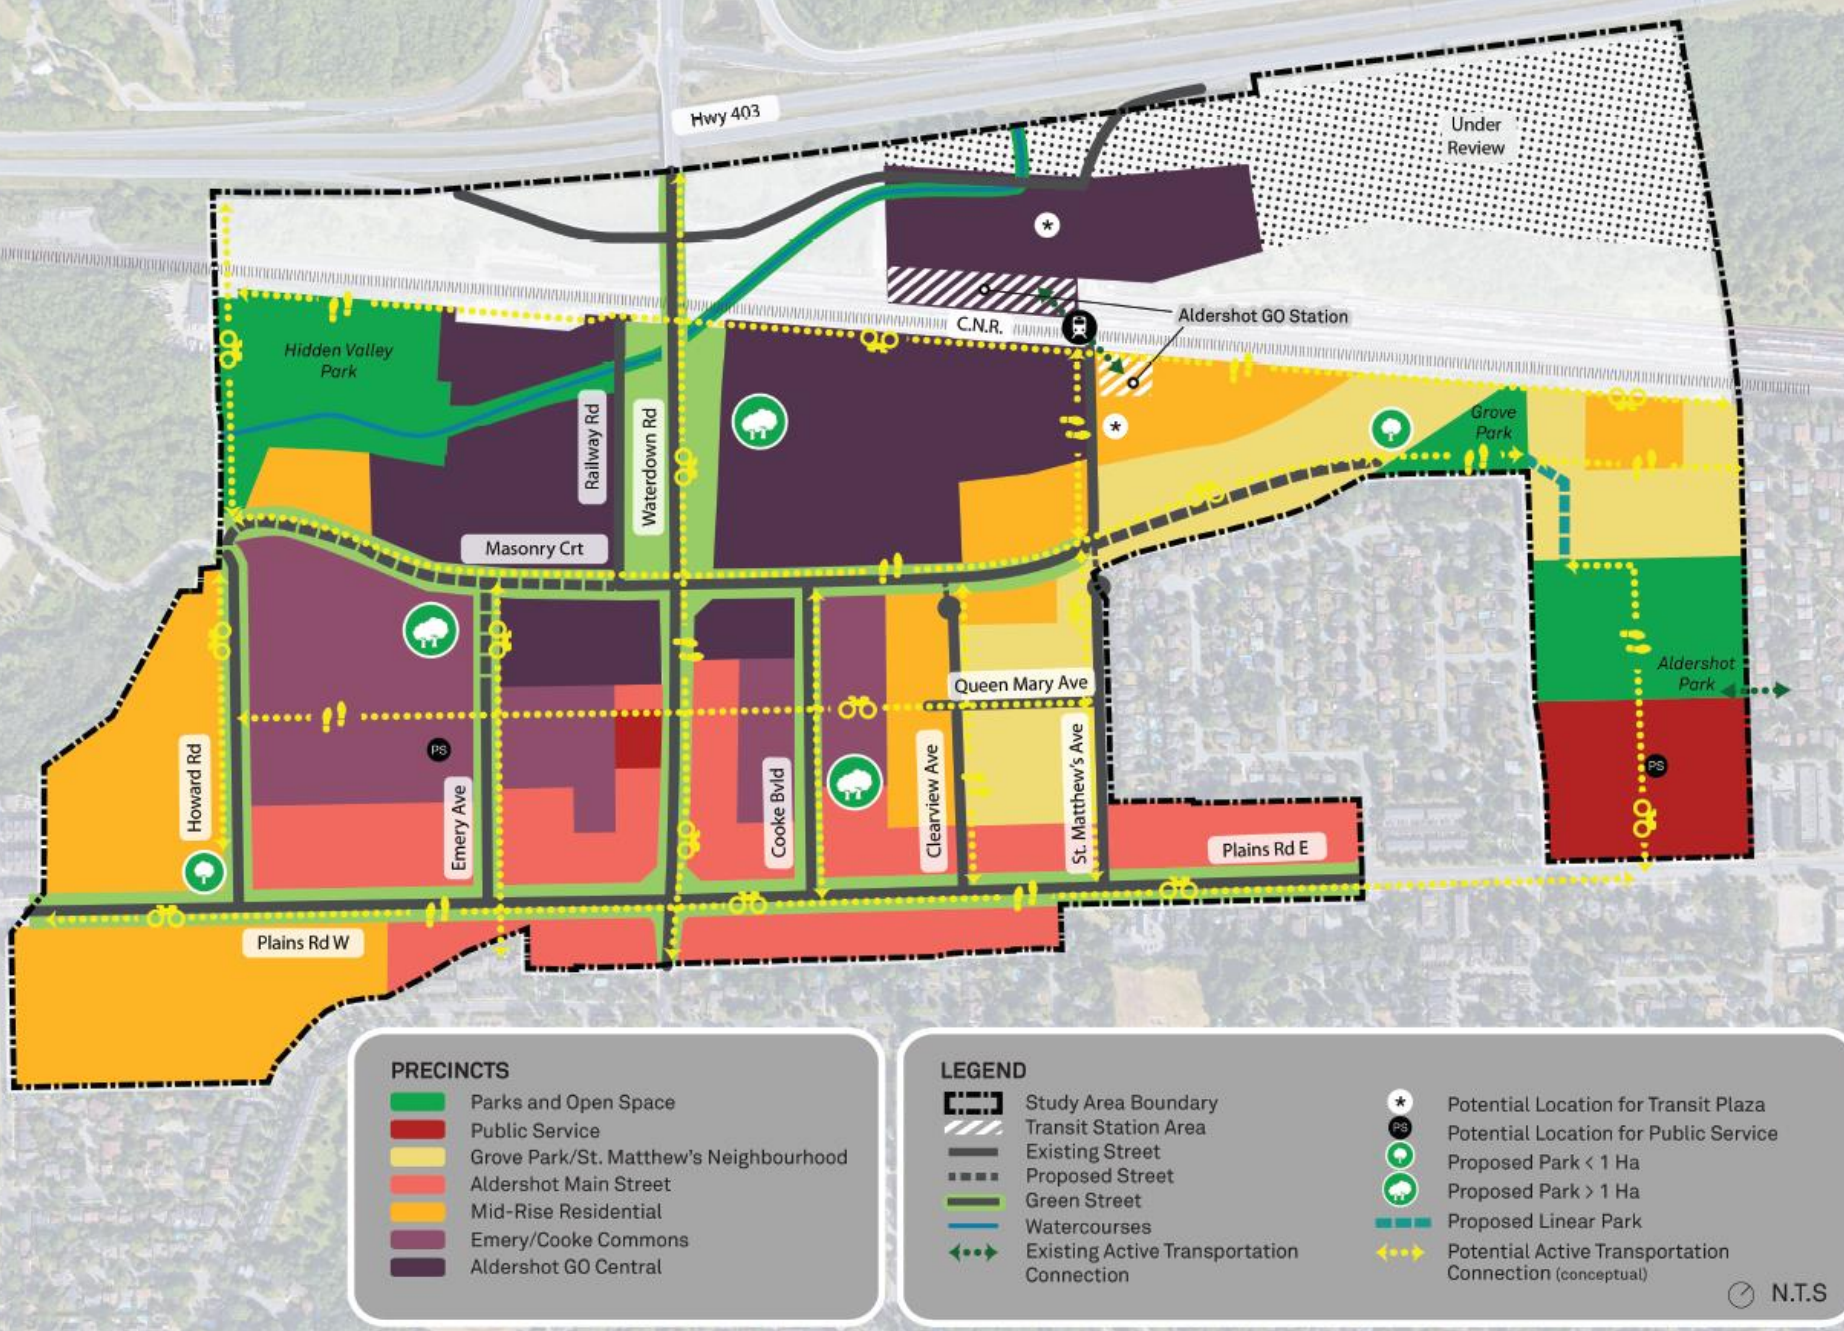 Hwy 403
Under
Review
Aldershot GO Station
C.N.R.
Hidden Valley
Park
Grove
Park
Railway Rd
Waterdown Rd
Masonry Crt
Aldershot
Park
Queen Mary Ave
Howard Rd
Emery Ave
Cooke Bvld
Clearview Ave
St. Matthew's Ave
PS
PS
Plains Rd E
Plains Rd W
PRECINCTS
Parks and Open Space
Public Service
Grove Park/St. Matthew's Neighbourhood
Aldershot Main Street
Mid-Rise Residential
Emery/Cooke Commons
Aldershot GO Central
LEGEND
Study Area Boundary
Transit Station Area
Existing Street
Proposed Street
Green Street
Watercourses
Existing Active Transportation
Connection
* Potential Location for Transit Plaza
PS Potential Location for Public Service
Proposed Park < 1 Ha
Proposed Park > 1 Ha
Proposed Linear Park
Potential Active Transportation
Connection (conceptual)
N.T.S